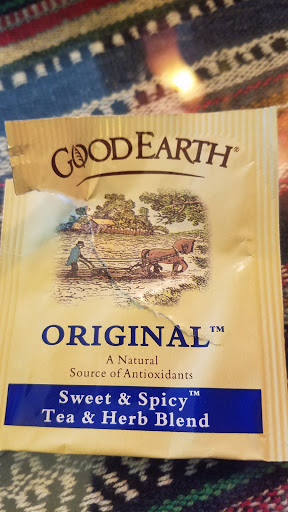 GOOD EARTH®
ORIGINAL™
A Natural
Source of Antioxidants
Sweet & Spicy™
Tea & Herb Blend